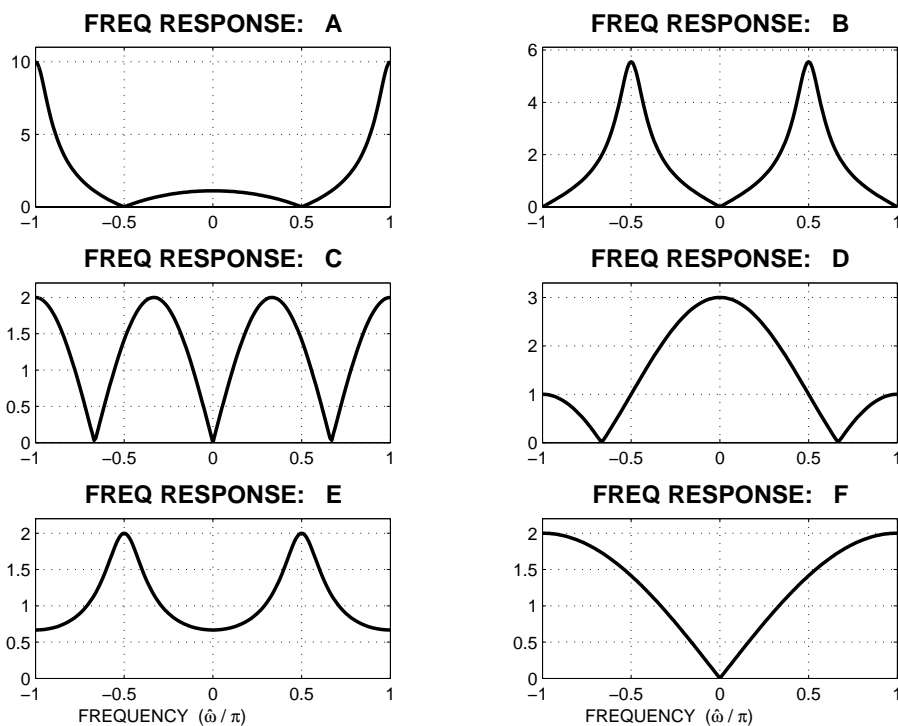 FREQ RESPONSE: A
10
5
0
−1 −0.5 0 0.5 1
FREQ RESPONSE: B
6
4
2
0
−1 −0.5 0 0.5 1
FREQ RESPONSE: C
2
1.5
1
0.5
0
−1 −0.5 0 0.5 1
FREQ RESPONSE: D
3
2
1
0
−1 −0.5 0 0.5 1
FREQ RESPONSE: E
2
1.5
1
0.5
0
−1 −0.5 0 0.5 1
FREQUENCY (ω̂ / π)
FREQ RESPONSE: F
2
1.5
1
0.5
0
−1 −0.5 0 0.5 1
FREQUENCY (ω̂ / π)